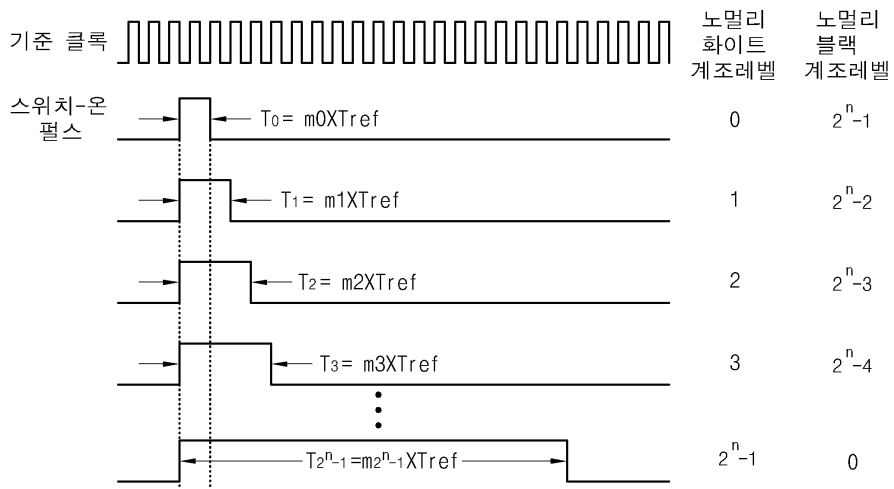 기준 클록
노멀리
화이트
계조레벨
노멀리
블랙
계조레벨
스위치-온
펄스
T0= m0XTref
0
2^n-1
T1= m1XTref
1
2^n-2
T2= m2XTref
2
2^n-3
T3= m3XTref
3
2^n-4
T2^n-1=m2^n-1XTref
2^n-1
0